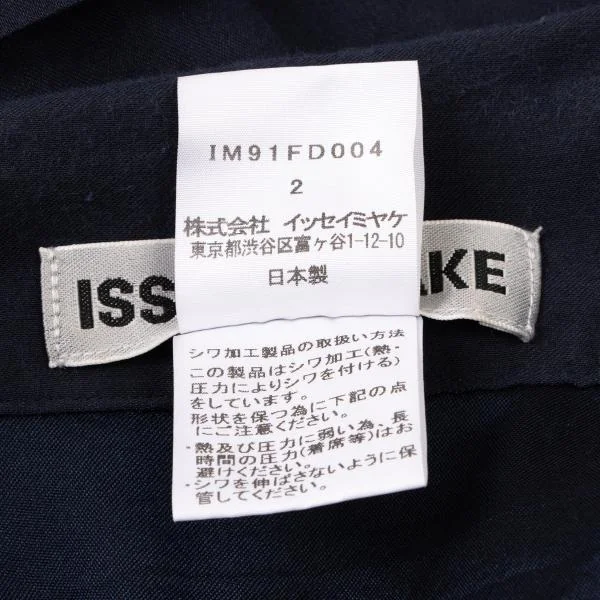 IM91FD004
2
株式会社 イッセイミヤケ
東京都渋谷区富ヶ谷1-12-10
日本製
ISS AKE
シワ加工製品の取扱い方法
この製品はシワ加工(熱・
圧力によりシワを付ける)
をしています。
形状を保つ為に下記の点
にご注意ください。
・熱及び圧力に弱い為、長
時間の圧力(着席等)はお
避けください。
・シワを伸ばさないように保
管してください。